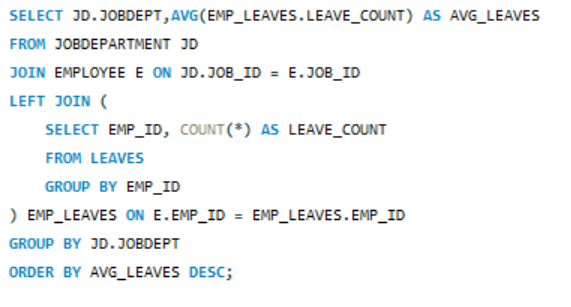 SELECT JD.JOBDEPT,AVG(EMP_LEAVES.LEAVE_COUNT) AS AVG_LEAVES
FROM JOBDEPARTMENT JD
JOIN EMPLOYEE E ON JD.JOB_ID = E.JOB_ID
LEFT JOIN (
    SELECT EMP_ID, COUNT(*) AS LEAVE_COUNT
    FROM LEAVES
    GROUP BY EMP_ID
) EMP_LEAVES ON E.EMP_ID = EMP_LEAVES.EMP_ID
GROUP BY JD.JOBDEPT
ORDER BY AVG_LEAVES DESC;